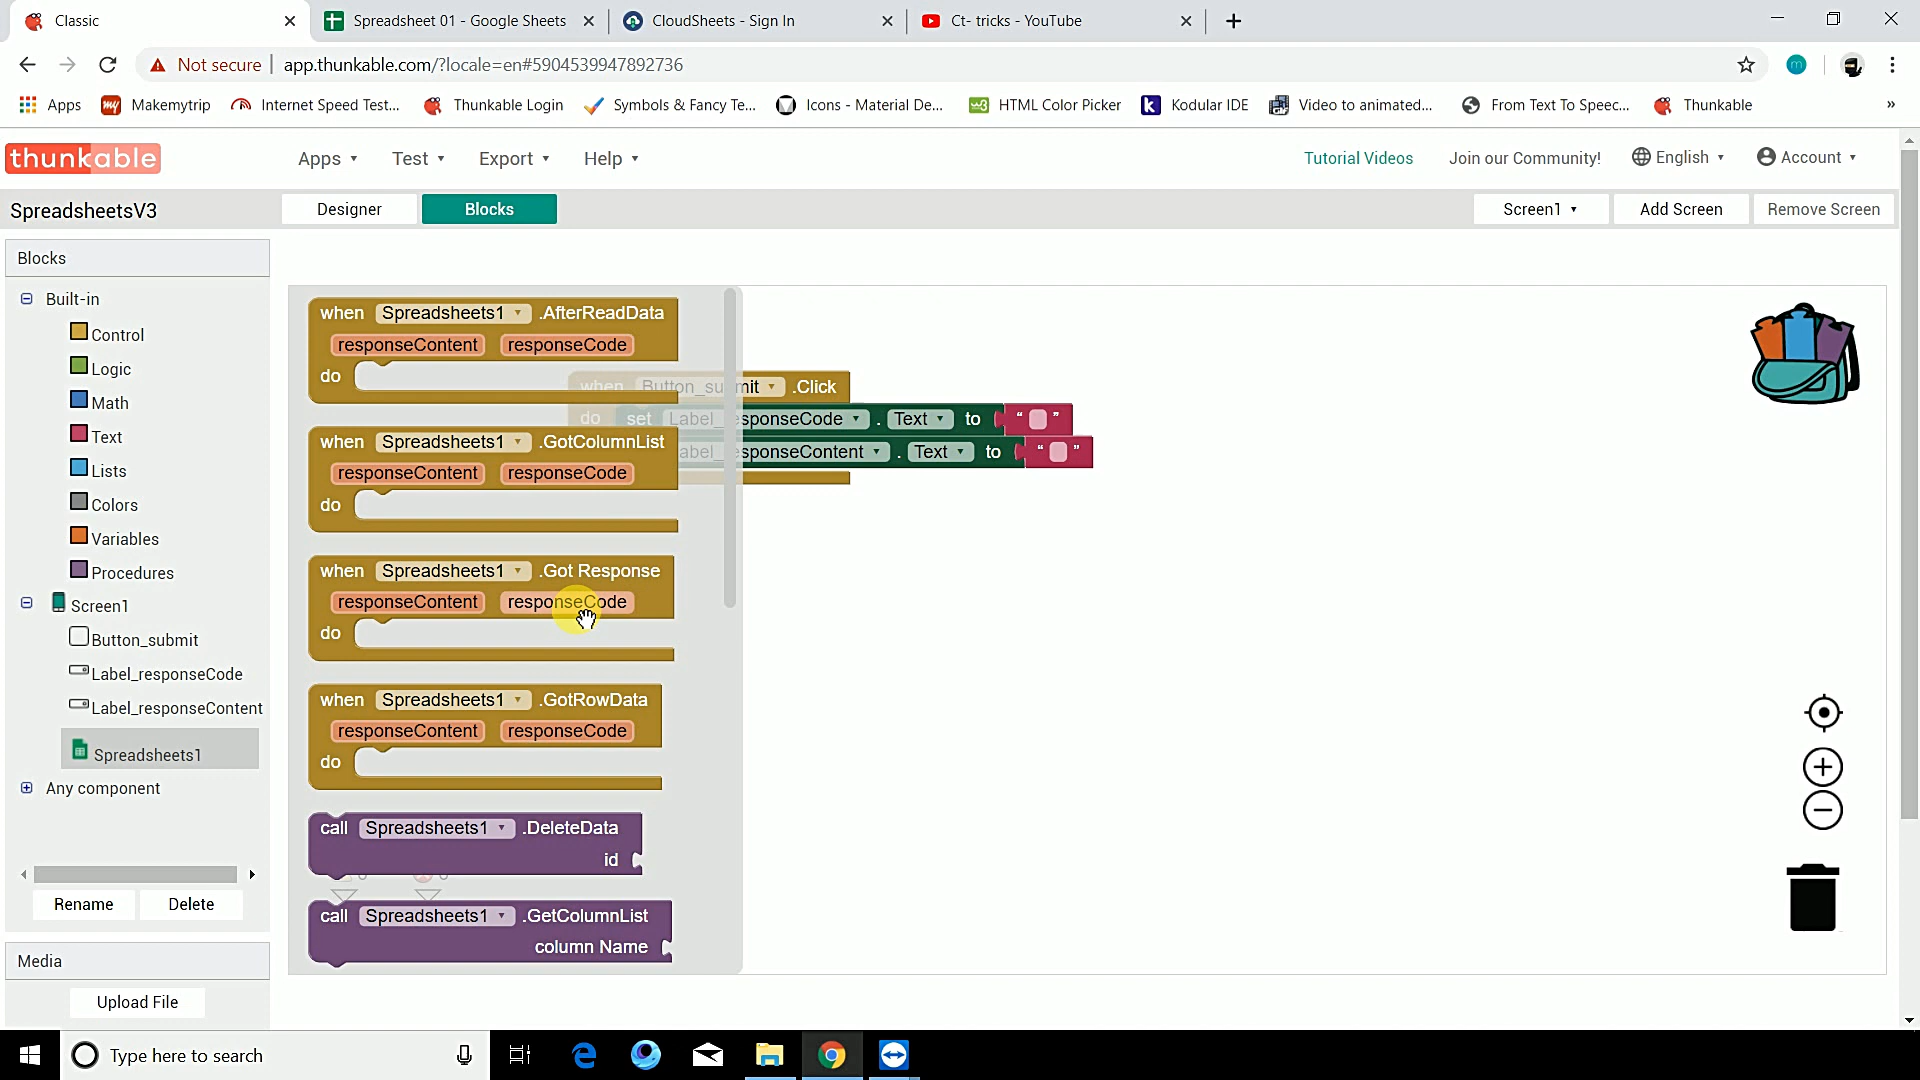 Classic
Spreadsheet 01 - Google Sheets
CloudSheets - Sign In
Ct- tricks - YouTube
Not secure
app.thunkable.com/?locale=en#5904539947892736
Apps
Makemytrip
Internet Speed Test...
Thunkable Login
Symbols & Fancy Te...
Icons - Material De...
HTML Color Picker
Kodular IDE
Video to animated...
From Text To Speec...
Thunkable
»
thunkable
Apps
Test
Export
Help
Tutorial Videos
Join our Community!
English
Account
SpreadsheetsV3
Designer
Blocks
Screen1
Add Screen
Remove Screen
Blocks
Built-in
Control
Logic
Math
Text
Lists
Colors
Variables
Procedures
Screen1
Button_submit
Label_responseCode
Label_responseContent
Spreadsheets1
Any component
Rename
Delete
Media
Upload File
when Spreadsheets1 .AfterReadData
responseContent responseCode
do
when Spreadsheets1 .GotColumnList
responseContent responseCode
do
when Spreadsheets1 .Got Response
responseContent responseCode
do
when Spreadsheets1 .GotRowData
responseContent responseCode
do
call Spreadsheets1 .DeleteData
id
call Spreadsheets1 .GetColumnList
column Name
when Button_submit .Click
do set Label_responseCode . Text to “ ”
abel_responseContent . Text to “ ”
Type here to search